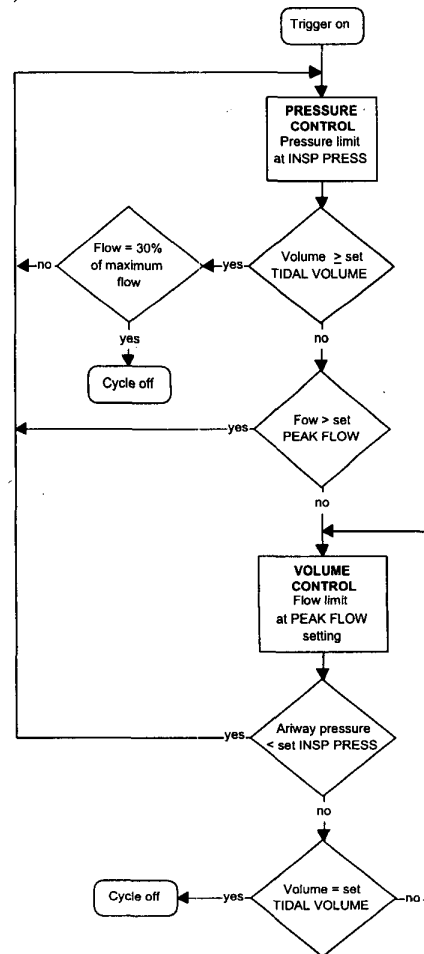 Trigger on
PRESSURE
CONTROL
Pressure limit
at INSP PRESS
Flow = 30%
of maximum
flow
no
yes
Volume ≥ set
TIDAL VOLUME
yes
no
Cycle off
Fow > set
PEAK FLOW
yes
no
VOLUME
CONTROL
Flow limit
at PEAK FLOW
setting
Ariway pressure
< set INSP PRESS
yes
no
Cycle off
yes
Volume = set
TIDAL VOLUME
no